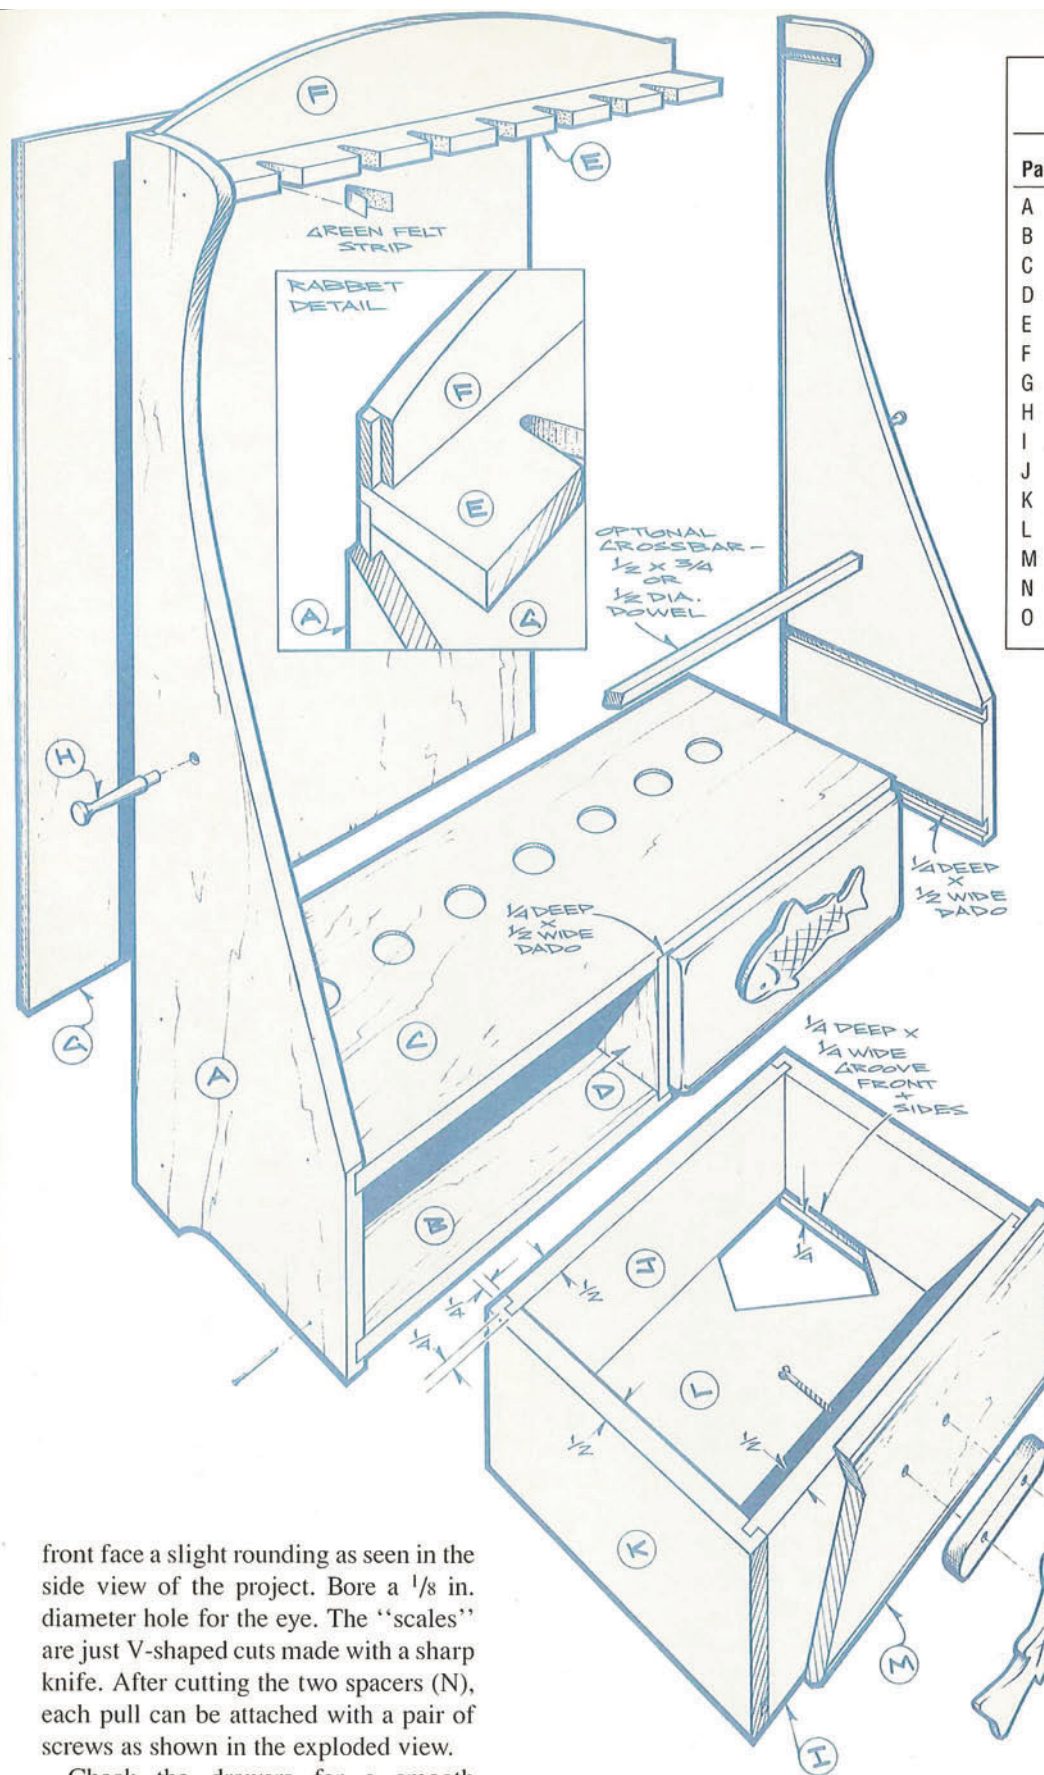 F
E
GREEN FELT
STRIP
RABBET
DETAIL
F
E
A
G
OPTIONAL
CROSSBAR -
1/2 X 3/4
OR
1/2 DIA.
DOWEL
Pa
A
B
C
D
E
F
G
H
I
J
K
L
M
N
O
H
1/4 DEEP
X
1/2 WIDE
DADO
1/4 DEEP
X
1/2 WIDE
DADO
G
A
C
D
B
1/4 DEEP X
1/4 WIDE
GROOVE
FRONT
+
SIDES
1/4
J
1/2
1/4
1/4
L
1/2
1/2
K
M
I
front face a slight rounding as seen in the
side view of the project. Bore a 1/8 in.
diameter hole for the eye. The ‘‘scales’’
are just V-shaped cuts made with a sharp
knife. After cutting the two spacers (N),
each pull can be attached with a pair of
screws as shown in the exploded view.
Check the drawers for a smooth